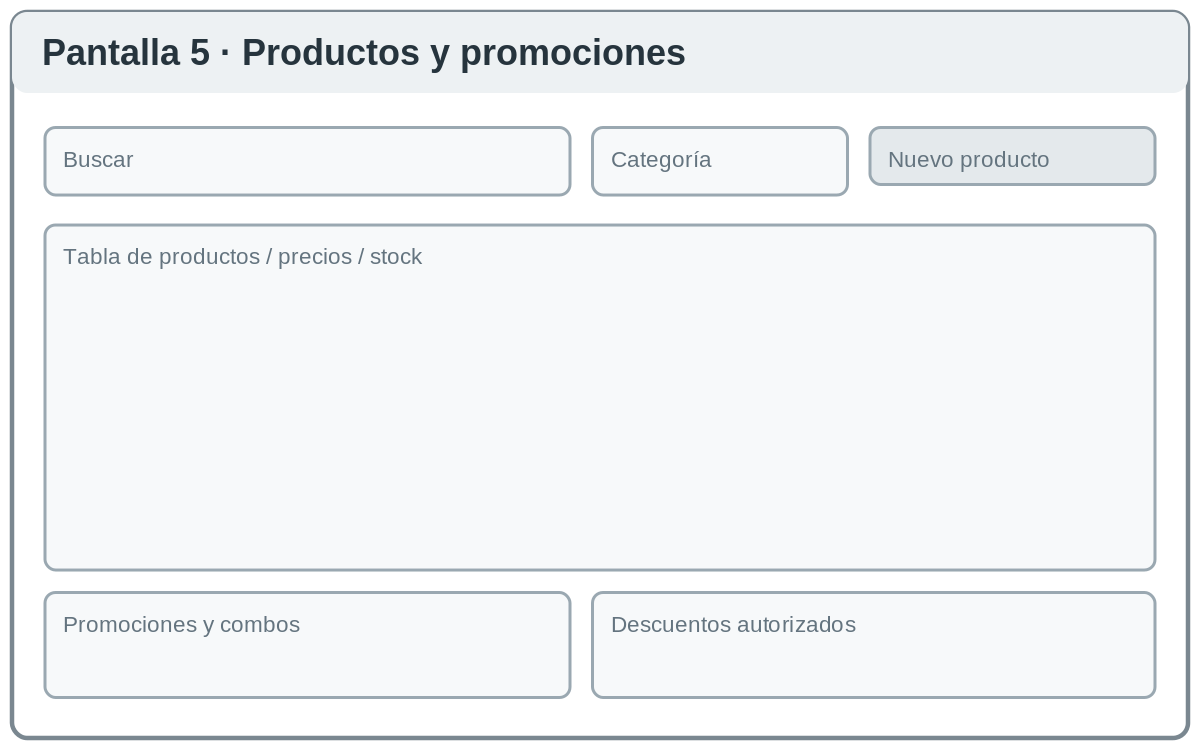 Pantalla 5 · Productos y promociones
Buscar
Categoría
Nuevo producto
Tabla de productos / precios / stock
Promociones y combos
Descuentos autorizados